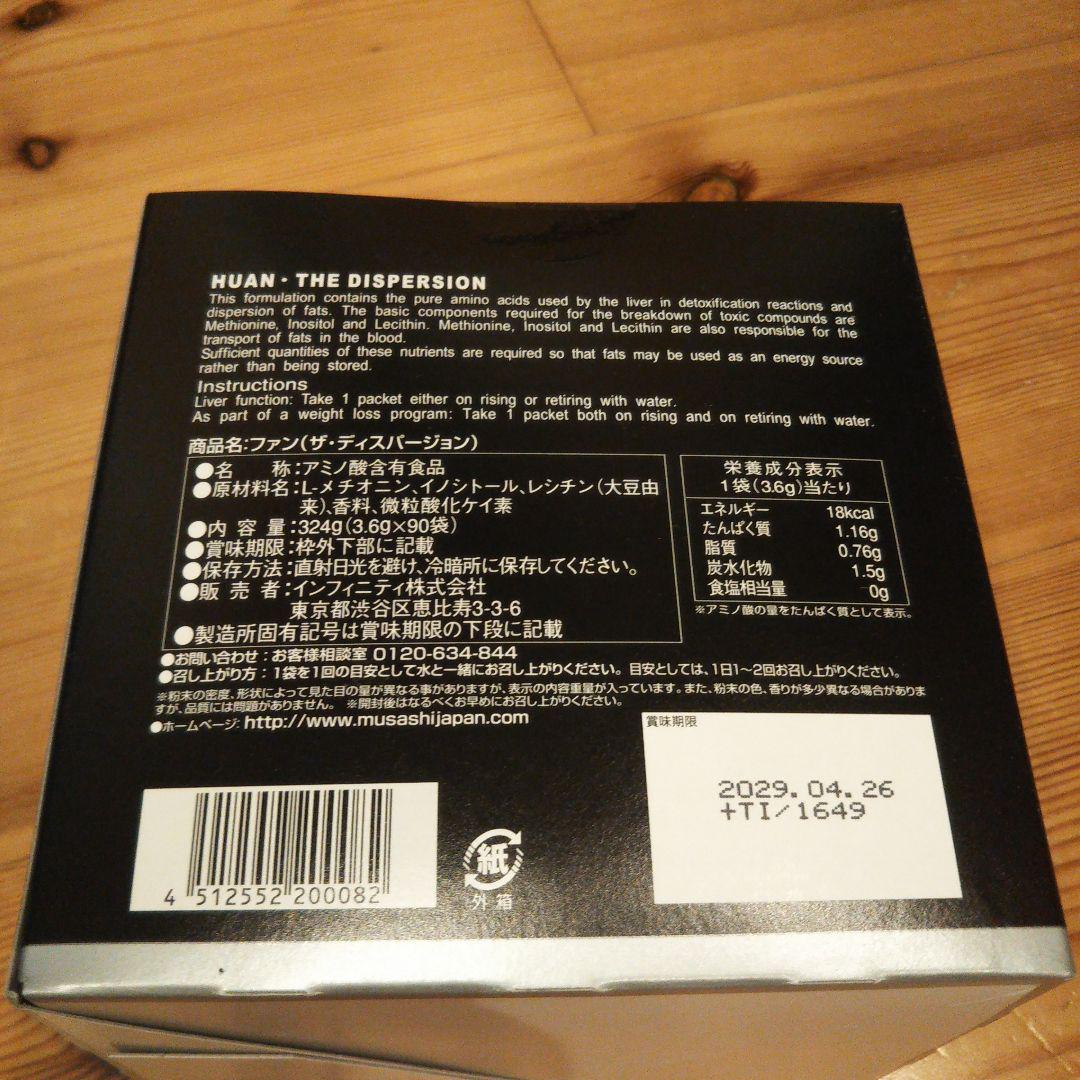 HUAN・THE DISPERSION
This formulation contains the pure amino acids used by the liver in detoxification reactions and
dispersion of fats. The basic components required for the breakdown of toxic compounds are
Methionine, Inositol and Lecithin. Methionine, Inositol and Lecithin are also responsible for the
transport of fats in the blood.
Sufficient quantities of these nutrients are required so that fats may be used as an energy source
rather than being stored.
Instructions
Liver function: Take 1 packet either on rising or retiring with water.
As part of a weight loss program: Take 1 packet both on rising and on retiring with water.
商品名:ファン(ザ・ディスパージョン)
●名 称:アミノ酸含有食品
●原材料名:L-メチオニン、イノシトール、レシチン(大豆由
来)、香料、微粒酸化ケイ素
●内 容 量:324g(3.6g×90袋)
●賞味期限:枠外下部に記載
●保存方法:直射日光を避け、冷暗所に保存してください。
●販 売 者:インフィニティ株式会社
東京都渋谷区恵比寿3-3-6
●製造所固有記号は賞味期限の下段に記載
栄養成分表示
1袋(3.6g)当たり
エネルギー 18kcal
たんぱく質 1.16g
脂質 0.76g
炭水化物 1.5g
食塩相当量 0g
※アミノ酸の量をたんぱく質として表示。
●お問い合わせ:お客様相談室 0120-634-844
●召し上がり方:1袋を1回の目安として水と一緒にお召し上がりください。目安としては、1日1〜2回お召し上がりください。
※粉末の密度、形状によって見た目の量が異なる事がありますが、表示の内容重量が入っています。また、粉末の色、香りが多少異なる場合がありま
すが、品質には問題がありません。 ※開封後はなるべくお早めにお召し上がりください。
●ホームページ: http://www.musashijapan.com
賞味期限
2029.04.26
+TI/1649
4 512552 200082
紙
外箱